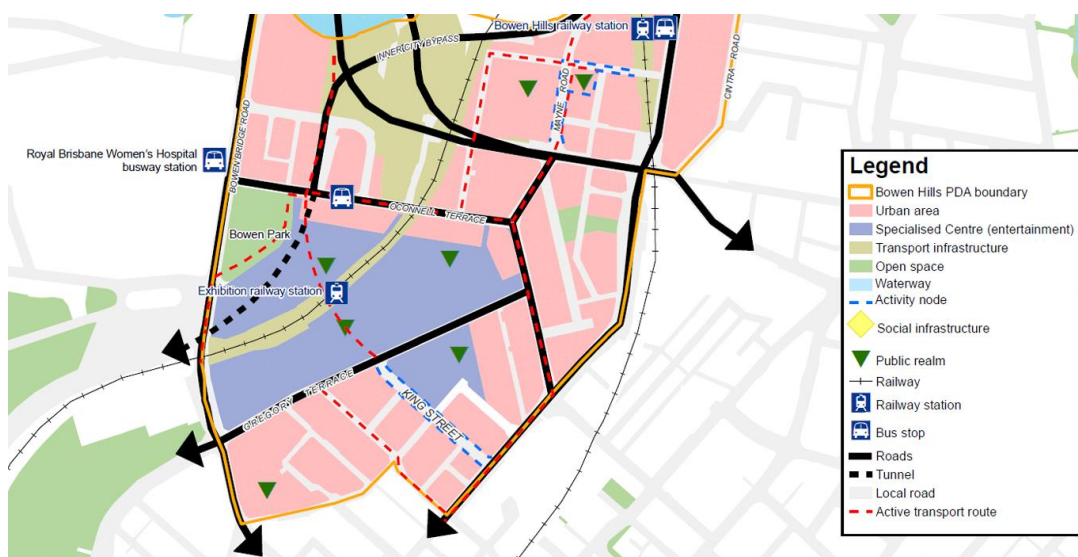 Bowen Hills railway station
INNER CITY BYPASS
CINTRA ROAD
MAYNE ROAD
Royal Brisbane Women's Hospital
busway station
BOWEN BRIDGE ROAD
OCONNELL TERRACE
Bowen Park
Exhibition railway station
GREGORY TERRACE
KING STREET
Legend
Bowen Hills PDA boundary
Urban area
Specialised Centre (entertainment)
Transport infrastructure
Open space
Waterway
Activity node
Social infrastructure
Public realm
Railway
Railway station
Bus stop
Roads
Tunnel
Local road
Active transport route